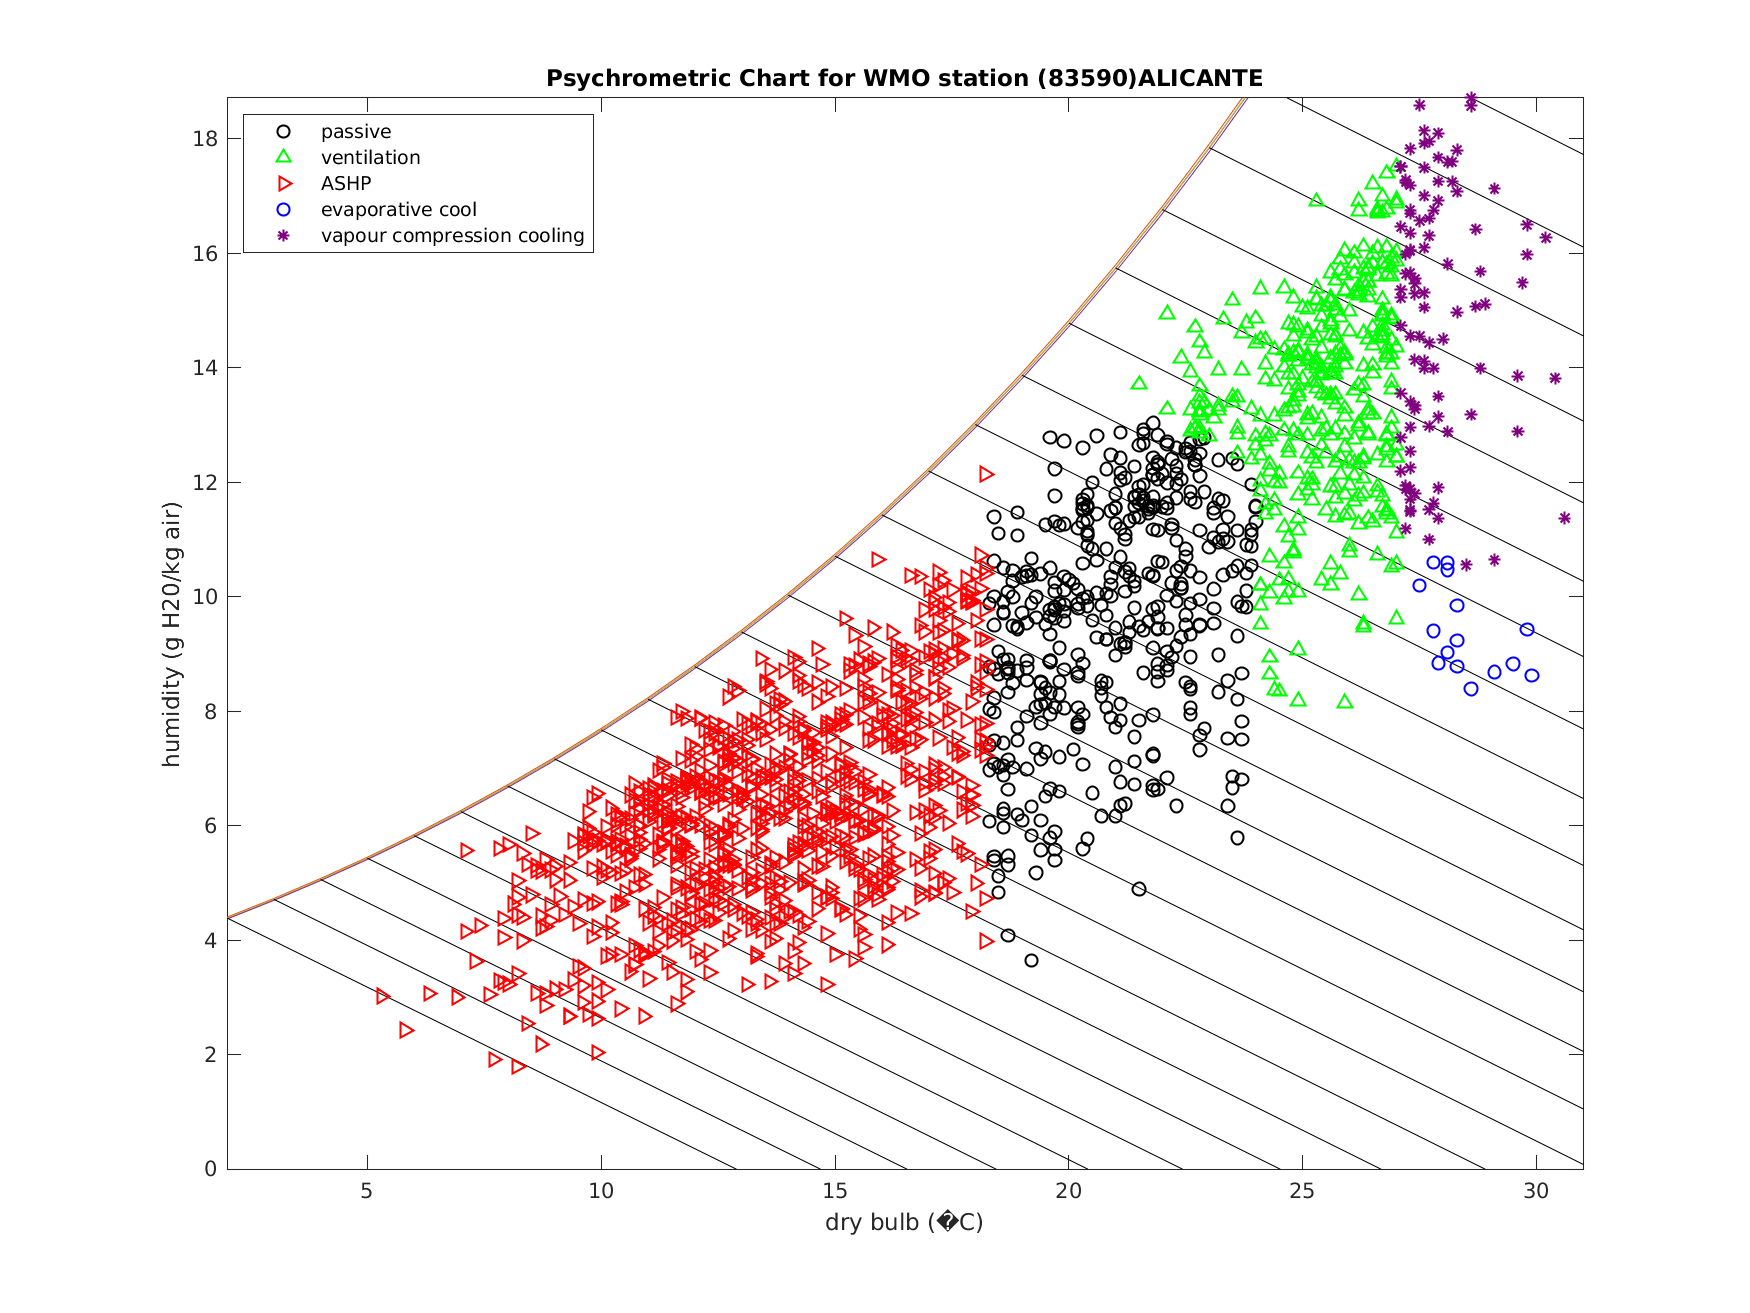 Psychrometric Chart for WMO station (83590)ALICANTE
passive
ventilation
ASHP
evaporative cool
vapour compression cooling
humidity (g H20/kg air)
18
16
14
12
10
8
6
4
2
0
5 10 15 20 25 30
dry bulb (�C)